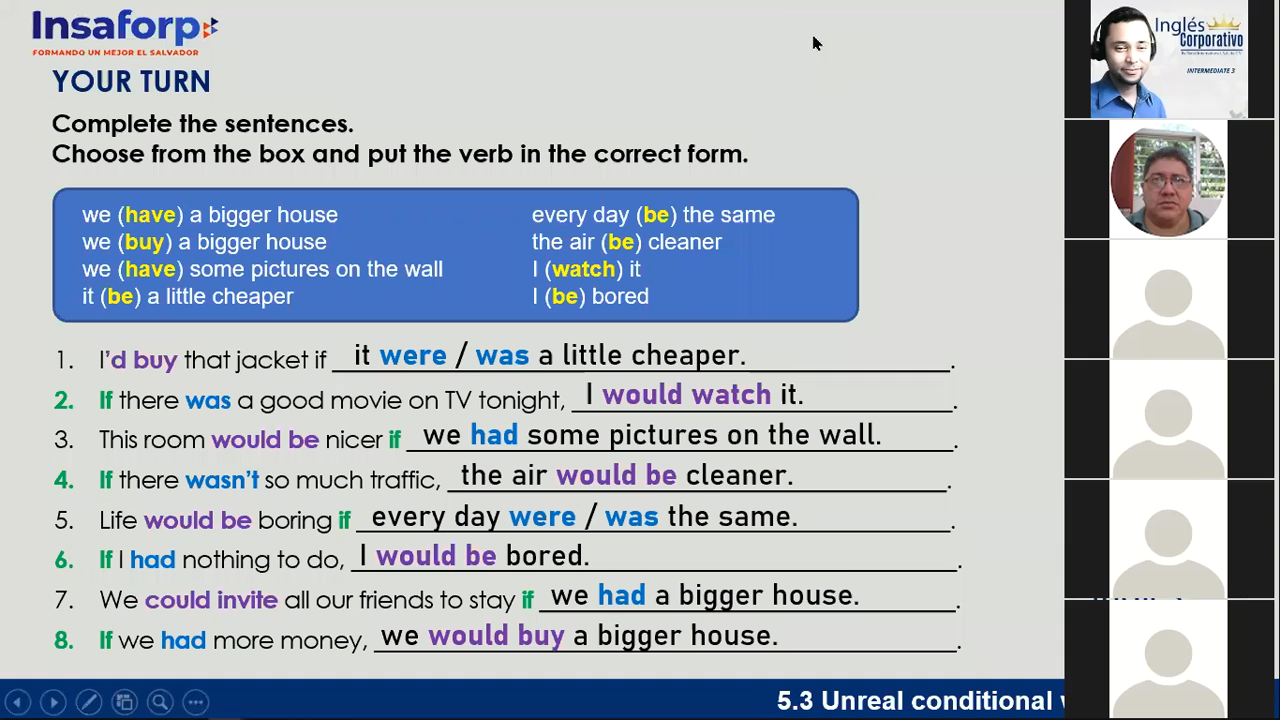 Insaforp
FORMANDO UN MEJOR EL SALVADOR
YOUR TURN
Complete the sentences.
Choose from the box and put the verb in the correct form.
we (have) a bigger house
we (buy) a bigger house
we (have) some pictures on the wall
it (be) a little cheaper
every day (be) the same
the air (be) cleaner
I (watch) it
I (be) bored
1. I'd buy that jacket if it were / was a little cheaper. .
2. If there was a good movie on TV tonight, I would watch it. .
3. This room would be nicer if we had some pictures on the wall. .
4. If there wasn't so much traffic, the air would be cleaner. .
5. Life would be boring if every day were / was the same. .
6. If I had nothing to do, I would be bored. .
7. We could invite all our friends to stay if we had a bigger house. .
8. If we had more money, we would buy a bigger house. .
5.3 Unreal conditional
Inglés
Corporativo
INTERMEDIATE 3